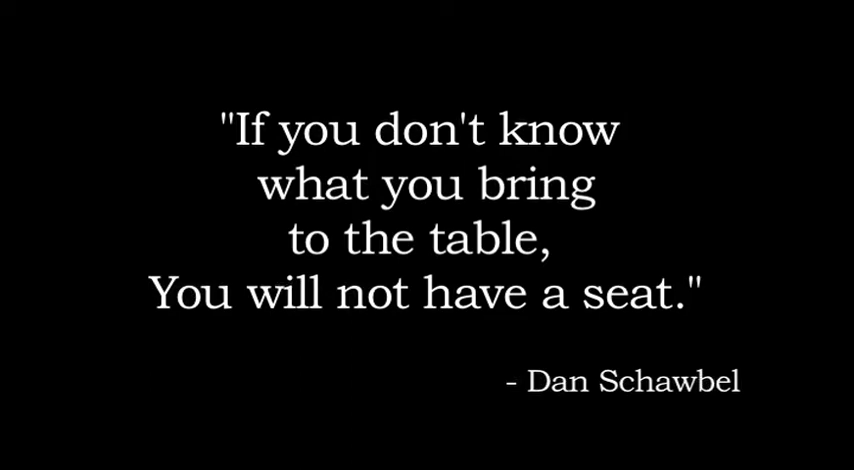 "If you don't know
what you bring
to the table,
You will not have a seat."
- Dan Schawbel